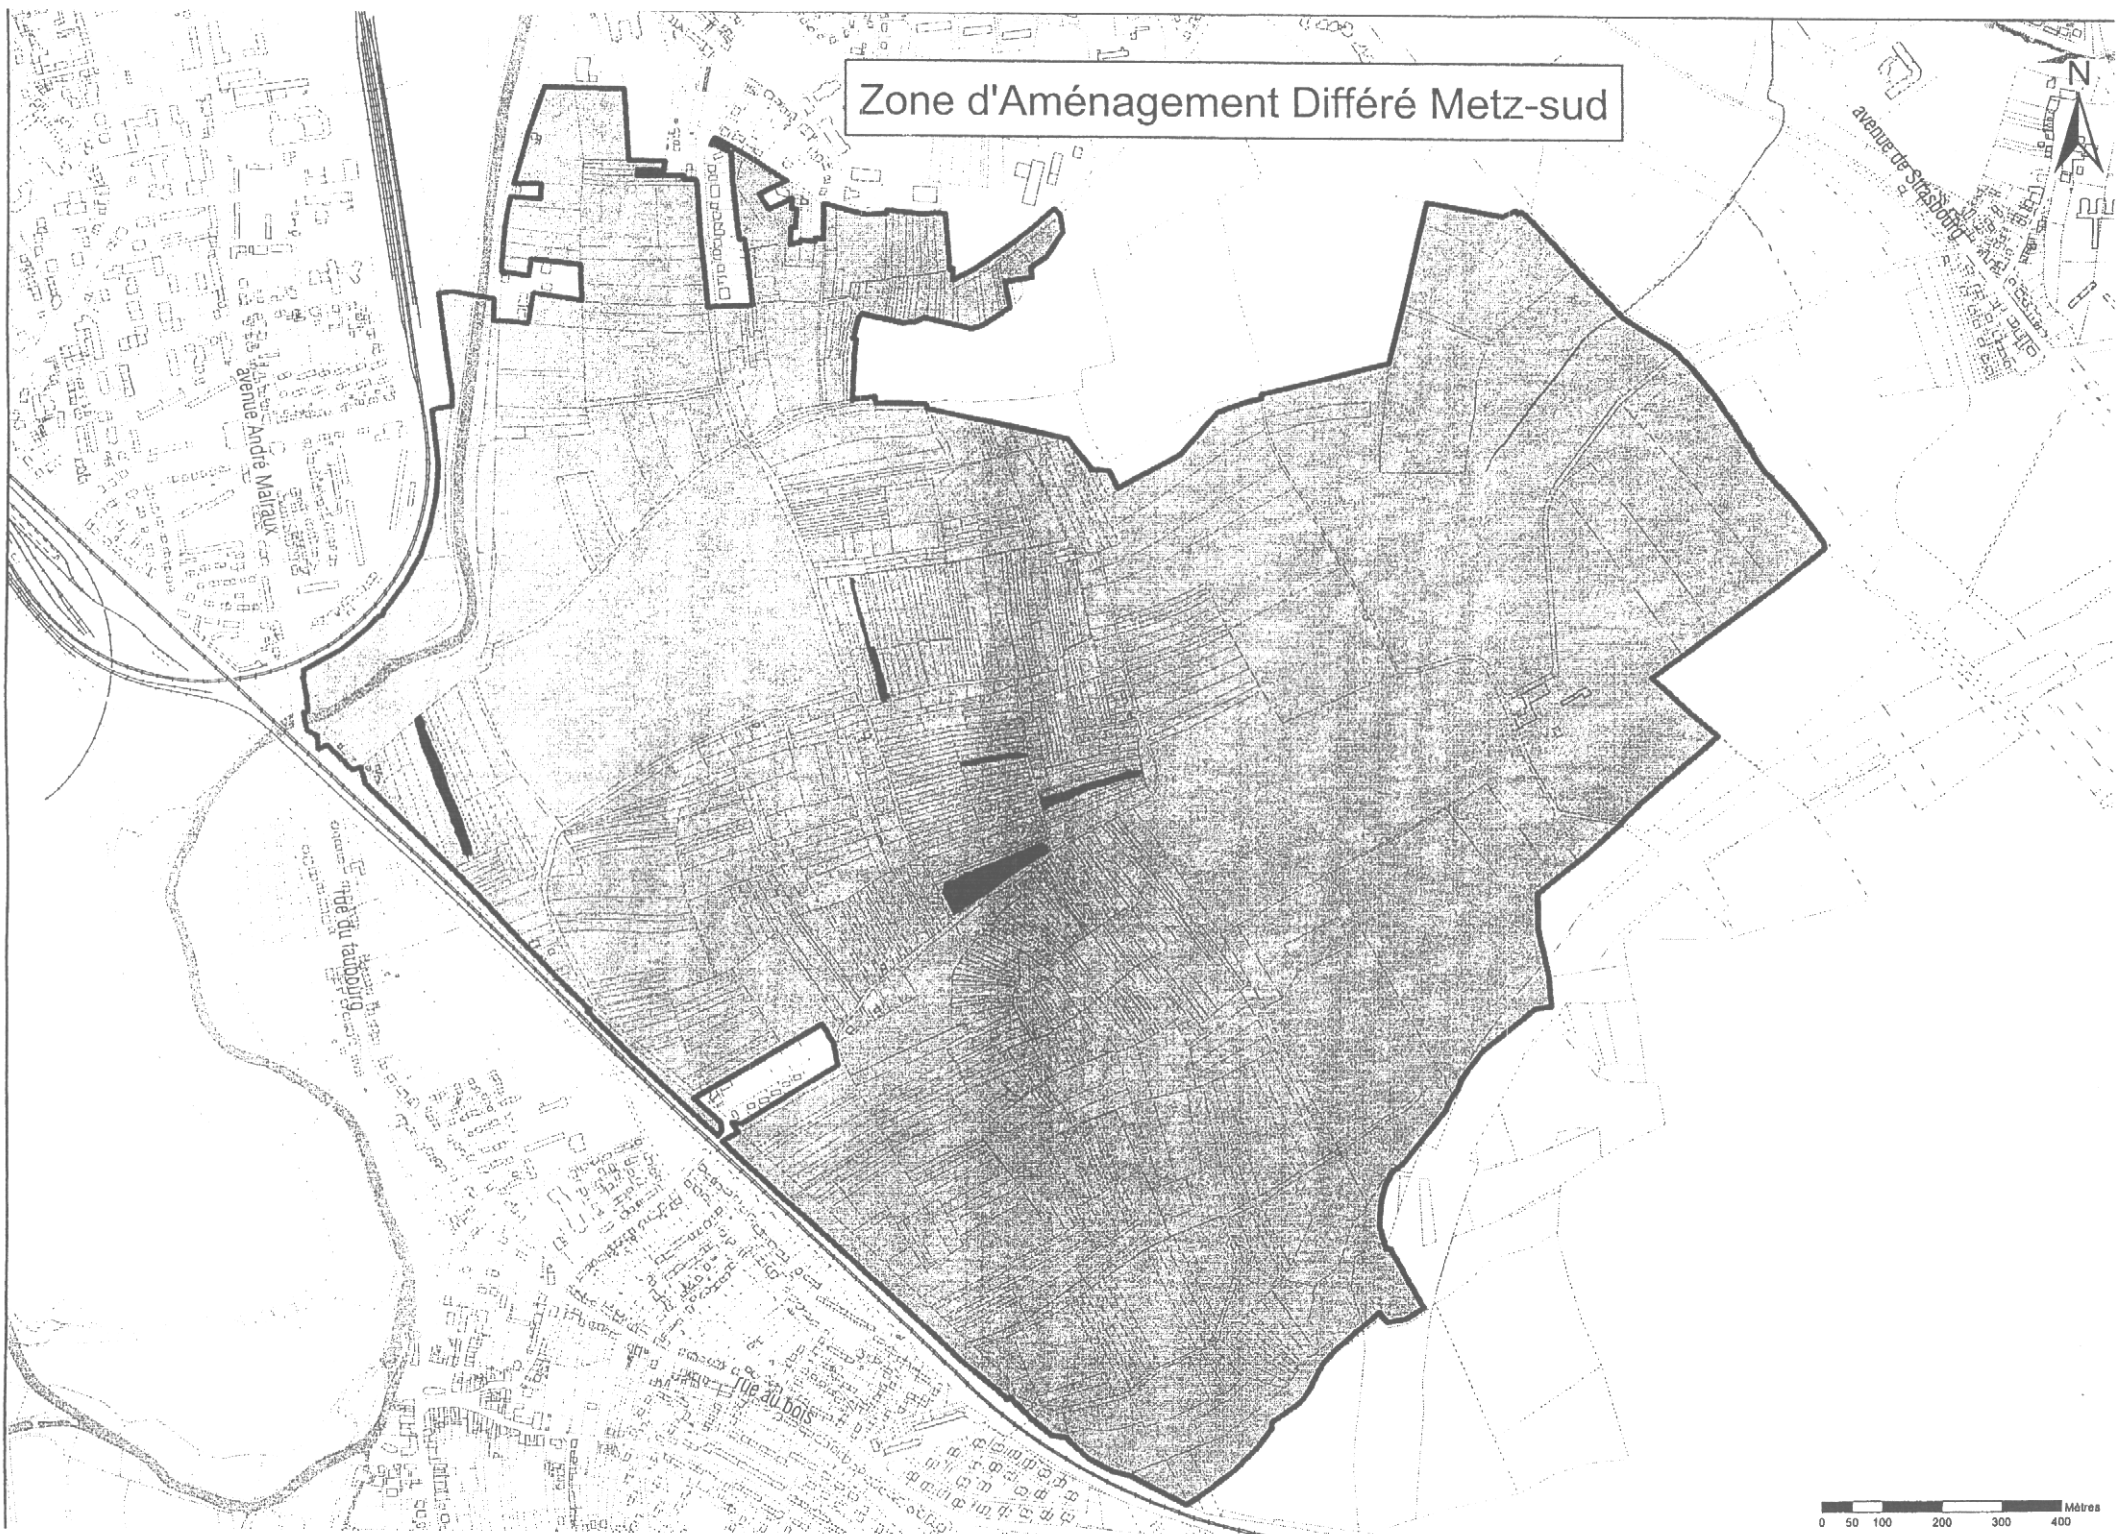 Zone d'Aménagement Différé Metz-sud
N
avenue de Strasbourg
avenue André Malraux
rue du faubourg
rue au bois
Mètres
0 50 100 200 300 400